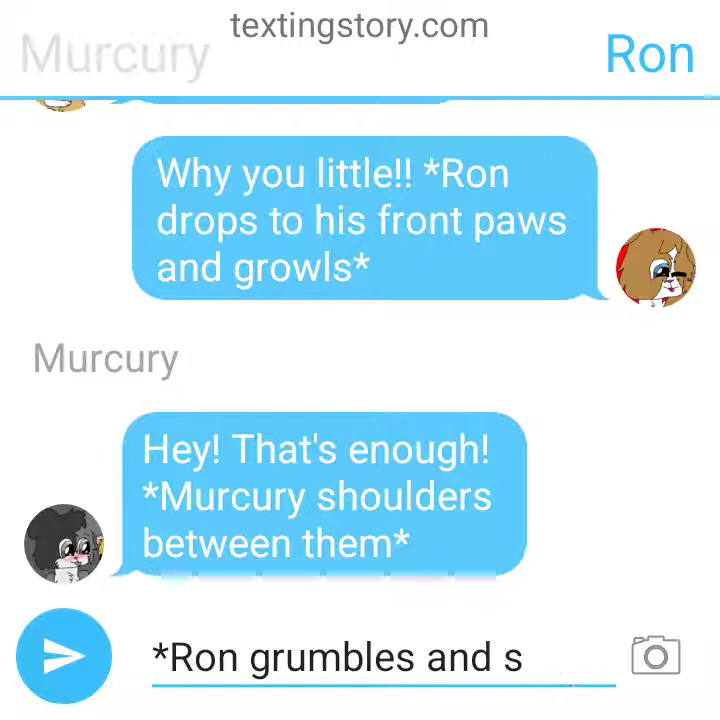 textingstory.com
Murcury
Ron
Why you little!! *Ron
drops to his front paws
and growls*
Murcury
Hey! That's enough!
*Murcury shoulders
between them*
*Ron grumbles and s